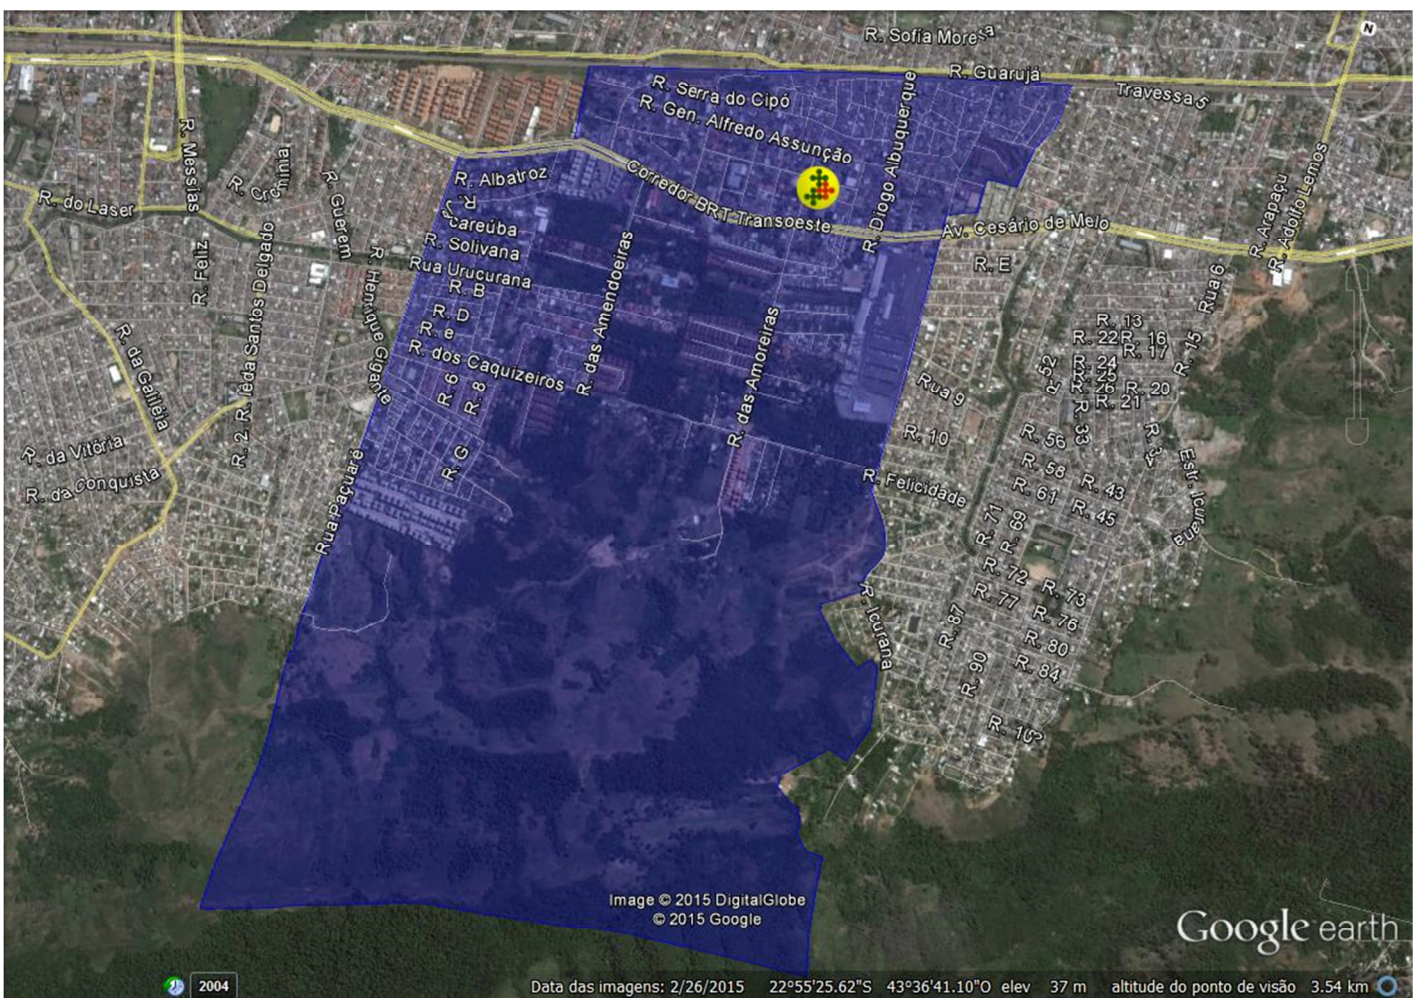 R. Sofía Moresa
N
R. Guarujá
R. Serra do Cipó
Travessa 5
R. Gen. Alfredo Assunção
R. Diogo Albuquerque
R. Messias
R. Guerem
R. Albatroz
Corredor BRT Transoeste
R. do Laser
R. Arapaçu
R. Adolfo Lemos
careúba
R. Solivana
Av. Cesário de Melo
R. Feliz
R. Iêda Santos Delgado
R. Henrique Gigante
Rua Urucurana
R. E
R. B
Rua 6
R. D
R. e
R. das Amendoeiras
R. das Amoreiras
R. 13
R. 22
R. 16
R. 17
R. 15
R. da Galiléia
R. dos Caquizeiros
R. 24
R. 52
R. 26
R. 20
R. 21
R. 6
R. 8
Rua 9
R. 33
R. 2
R. da Vitória
R. 10
R. 56
R. G
R. 58
R. da Conquista
R. Felicidade
R. 61
R. 43
R. 45
Estr. Icurana
Rua Paçuaré
R. 71
R. 69
R. 72
R. 73
R. 77
R. 76
R. Icurana
R. 87
R. 80
R. 84
R. 90
Image © 2015 DigitalGlobe
© 2015 Google
Google earth
2004
Data das imagens: 2/26/2015 22°55'25.62"S 43°36'41.10"O elev 37 m altitude do ponto de visão 3.54 km